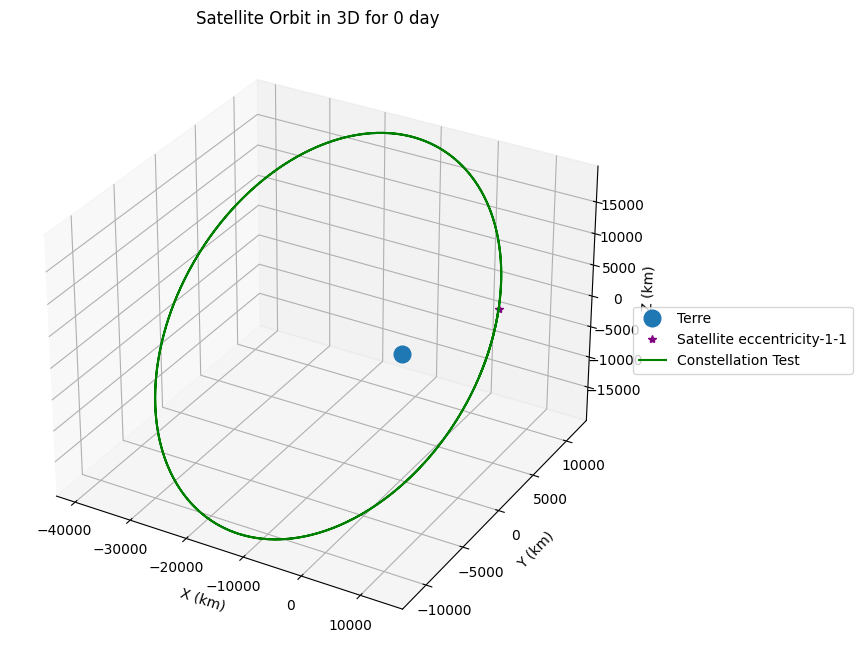 Satellite Orbit in 3D for 0 day
15000
10000
5000
0
−5000
−10000
−15000
Z (km)
Terre
Satellite eccentricity-1-1
Constellation Test
10000
5000
0
−5000
−10000
Y (km)
−40000
−30000
−20000
−10000
0
10000
X (km)